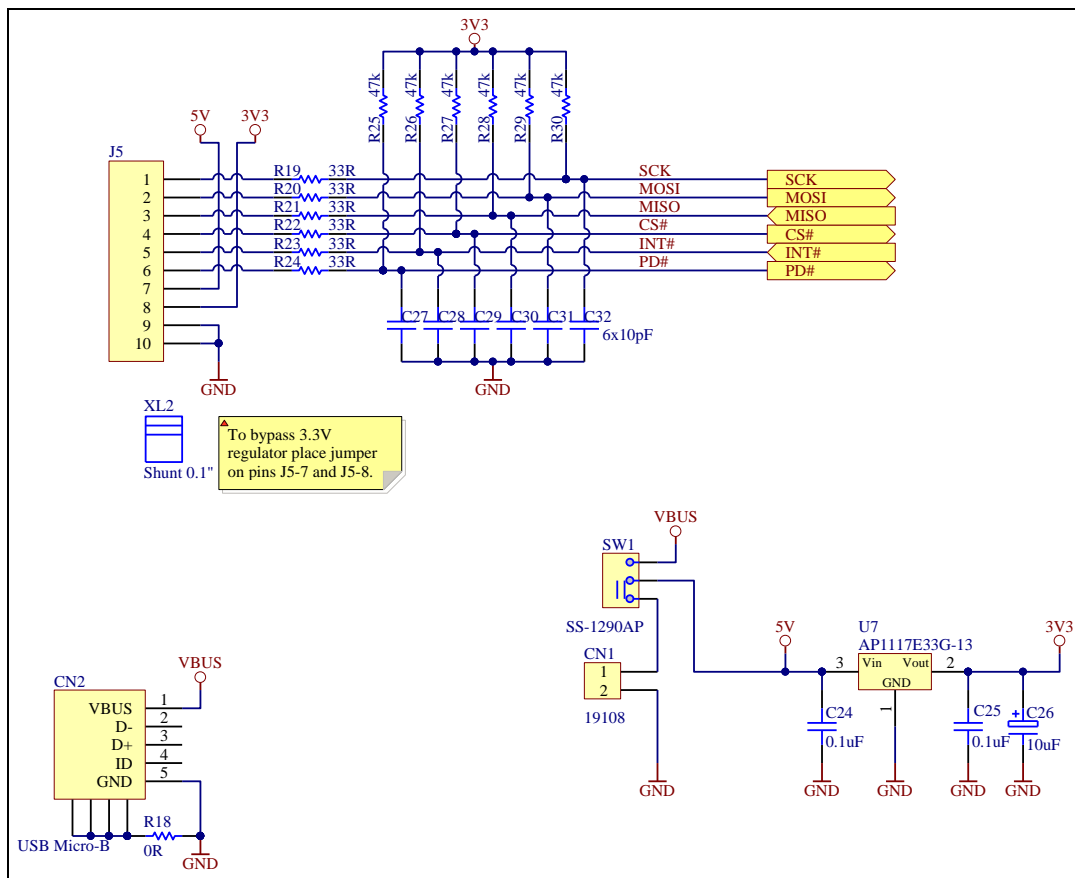 3V3
47k 47k 47k 47k 47k 47k
R25 R26 R27 R28 R29 R30
5V 3V3
J5
1 R19 33R SCK SCK
2 R20 33R MOSI MOSI
3 R21 33R MISO MISO
4 R22 33R CS# CS#
5 R23 33R INT# INT#
6 R24 33R PD# PD#
7
8
9 C27 C28 C29 C30 C31 C32
10 6x10pF
GND GND
XL2
Shunt 0.1"
To bypass 3.3V
regulator place jumper
on pins J5-7 and J5-8.
VBUS
SW1
SS-1290AP
CN1
1
2
19108
GND
5V
U7
AP1117E33G-13
3V3
3 Vin Vout 2
GND
1
C24
0.1uF
C25
0.1uF
+
C26
10uF
GND GND GND GND
VBUS
CN2
VBUS 1
D- 2
D+ 3
ID 4
GND 5
USB Micro-B
R18
0R
GND